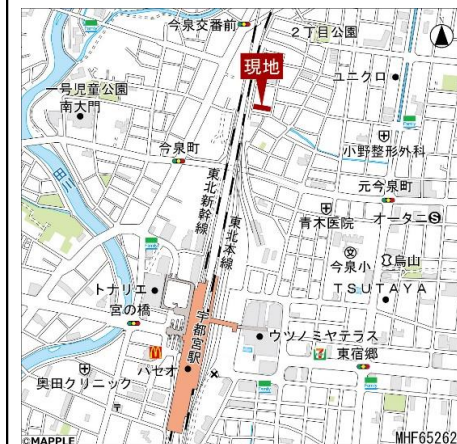 今泉交番前
2丁目公園
現地
ユニクロ
一号児童公園
南大門
小野整形外科
今泉町
田川
元今泉町
東北新幹線
東北本線
青木医院
オータニ
S
文
今泉小
烏山
トナリエ
TSUTAYA
宮の橋
宇都宮駅
ウツノミヤテラス
東宿郷
ハセオ
奥田クリニック
©MAPPLE
MHF65262